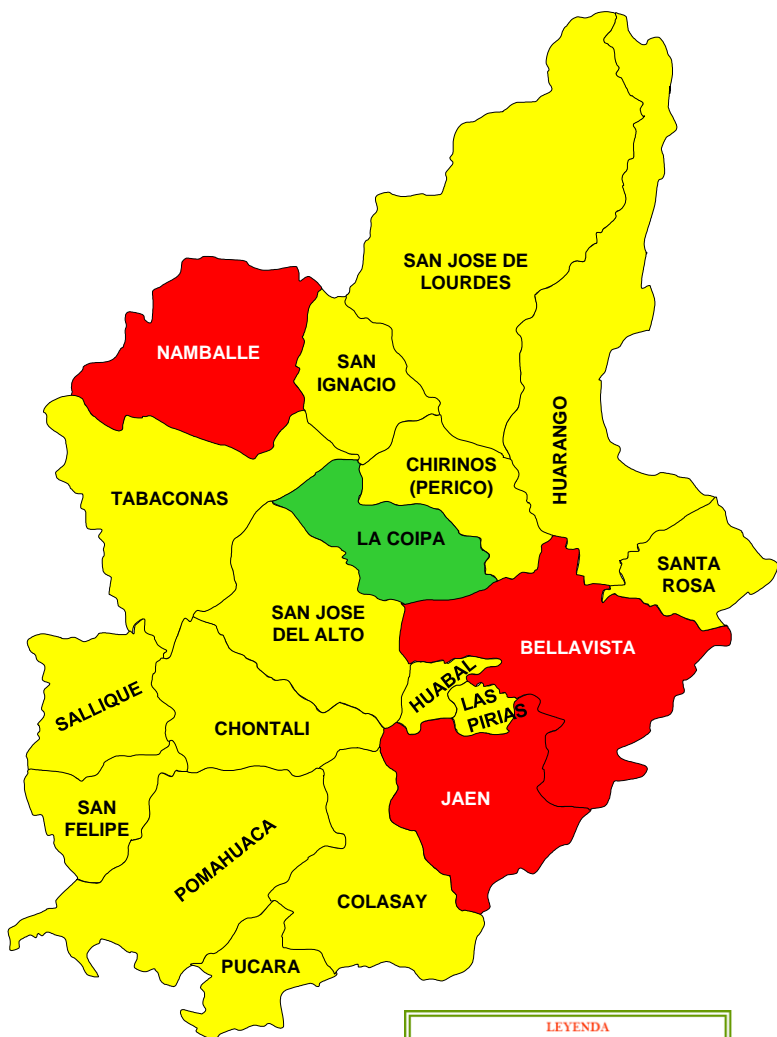 SAN JOSE DE
LOURDES
NAMBALLE
SAN
IGNACIO
HUARANGO
CHIRINOS
(PERICO)
TABACONAS
LA COIPA
SANTA
ROSA
SAN JOSE
DEL ALTO
BELLAVISTA
HUABAL
LAS
PIRIAS
SALLIQUE
CHONTALI
JAEN
SAN
FELIPE
POMAHUACA
COLASAY
PUCARA
LEYENDA